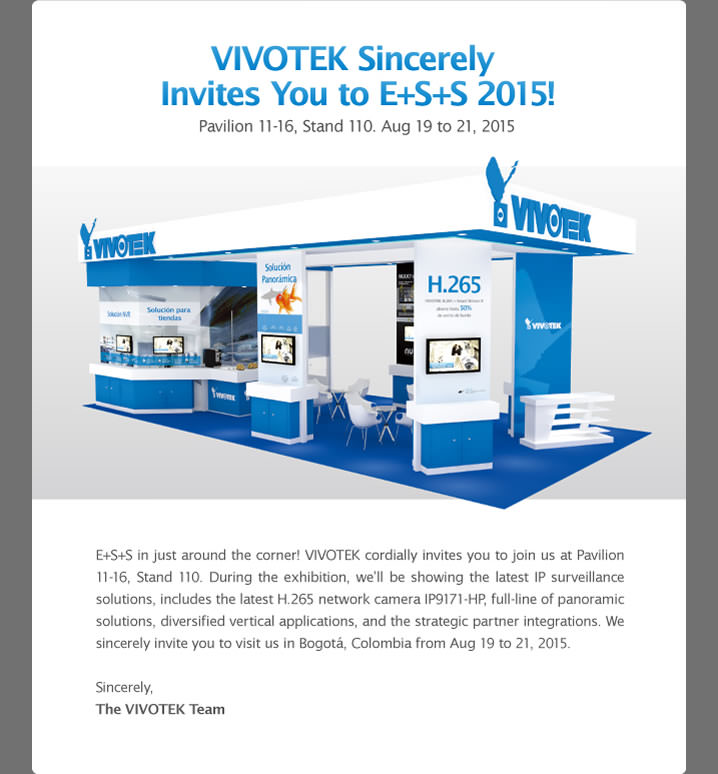 VIVOTEK Sincerely
Invites You to E+S+S 2015!
Pavilion 11-16, Stand 110. Aug 19 to 21, 2015
VIVOTEK
VIVOTEK
Solución NVR
Solución para
tiendas
VIVOTEK
Solución
Panorámica
H.265
50%
VIVOTEK
E+S+S in just around the corner! VIVOTEK cordially invites you to join us at Pavilion
11-16, Stand 110. During the exhibition, we'll be showing the latest IP surveillance
solutions, includes the latest H.265 network camera IP9171-HP, full-line of panoramic
solutions, diversified vertical applications, and the strategic partner integrations. We
sincerely invite you to visit us in Bogotá, Colombia from Aug 19 to 21, 2015.
Sincerely,
The VIVOTEK Team